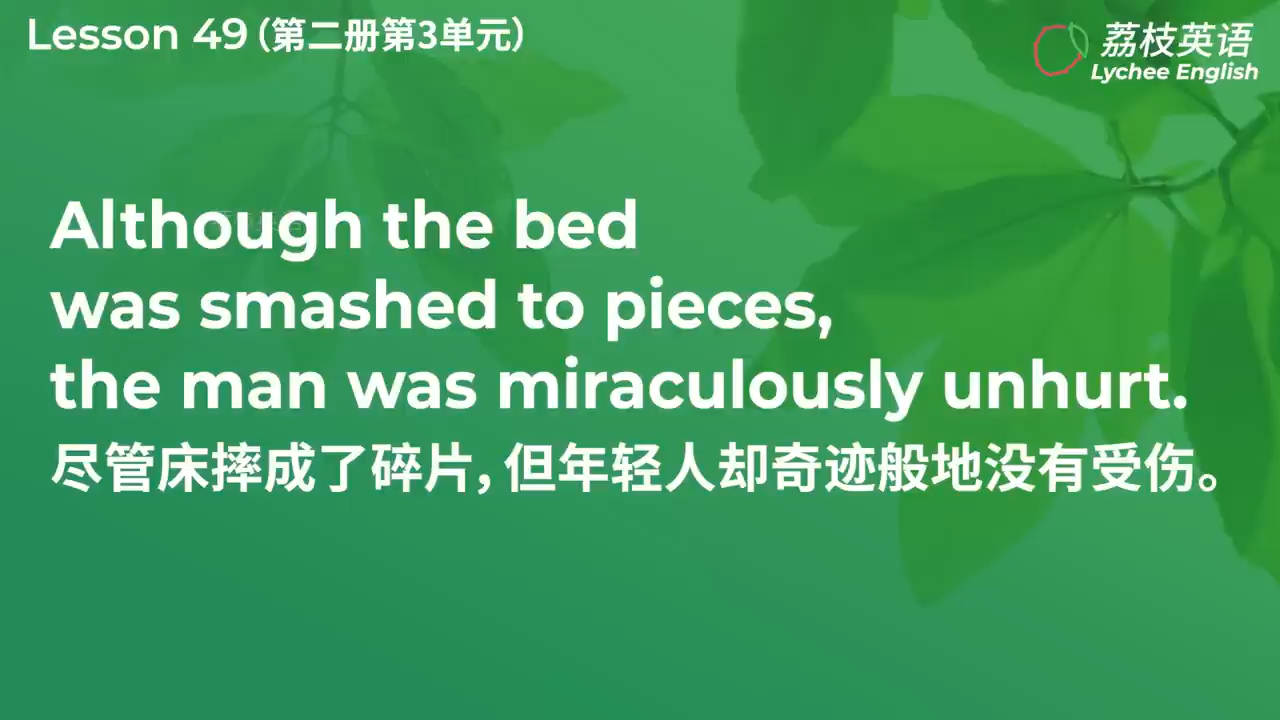 Lesson 49(第二册第3单元)
荔枝英语
Lychee English
Although the bed
was smashed to pieces,
the man was miraculously unhurt.
尽管床摔成了碎片,但年轻人却奇迹般地没有受伤。